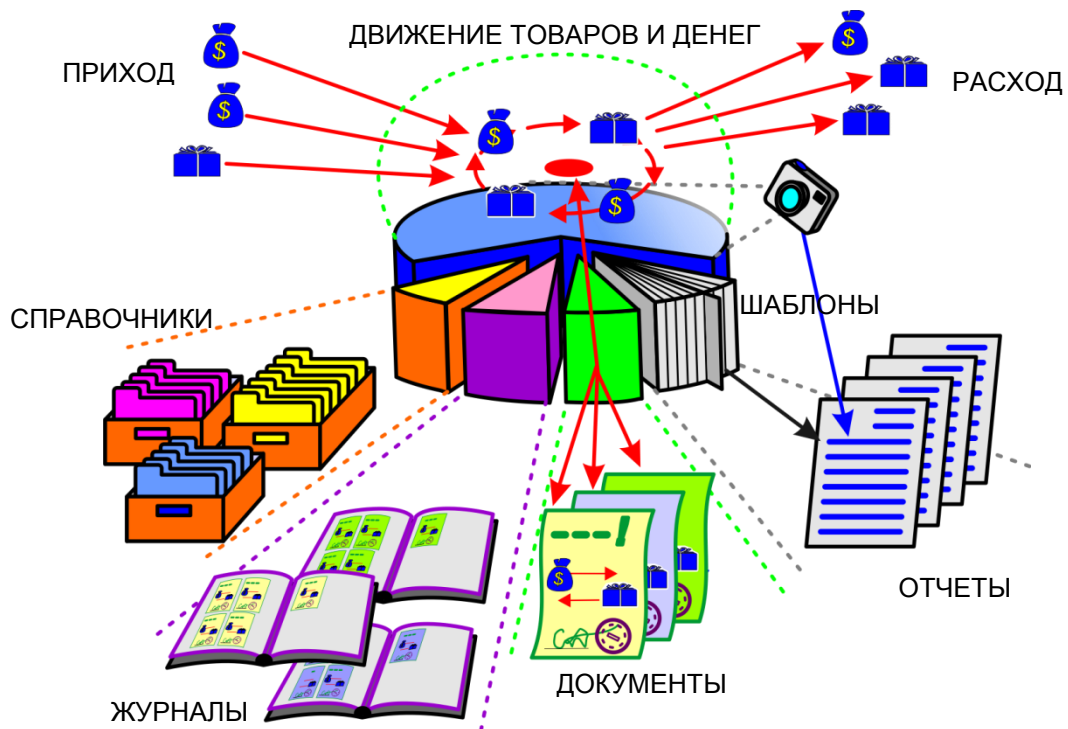 ДВИЖЕНИЕ ТОВАРОВ И ДЕНЕГ
ПРИХОД
РАСХОД
$
$
$
$
ШАБЛОНЫ
СПРАВОЧНИКИ
ОТЧЕТЫ
ДОКУМЕНТЫ
ЖУРНАЛЫ